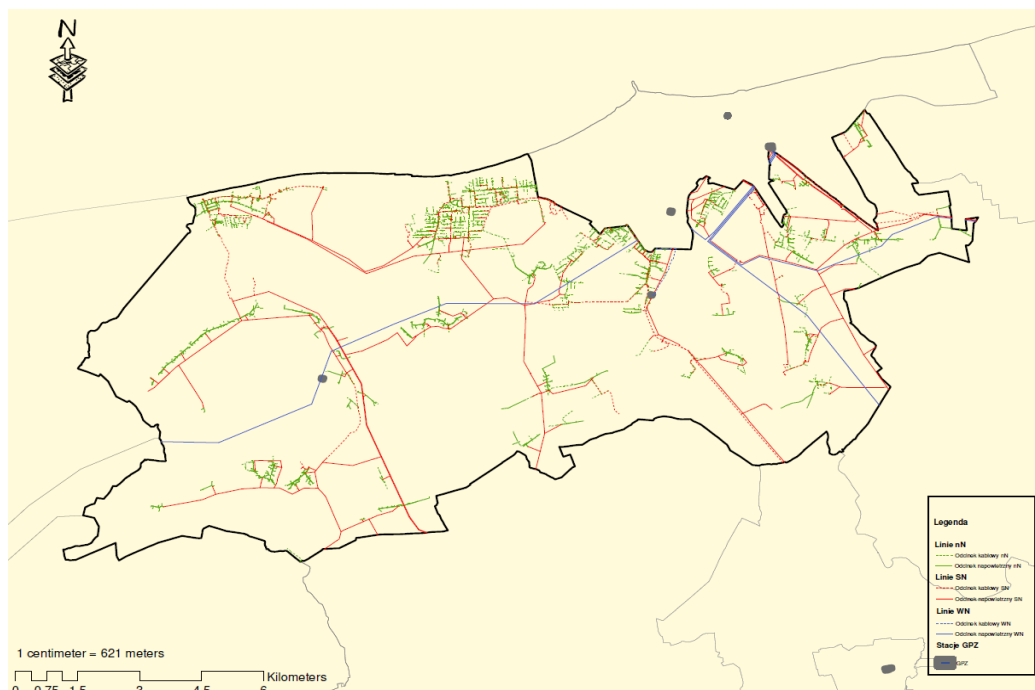 N
Legenda
Linie nN
Odcinek kablowy nN
Odcinek napowietrzny nN
Linie SN
Odcinek kablowy SN
Odcinek napowietrzny SN
Linie WN
Odcinek kablowy WN
Odcinek napowietrzny WN
Stacje GPZ
GPZ
1 centimeter = 621 meters
Kilometers
0 0.75 1.5 3 4.5 6